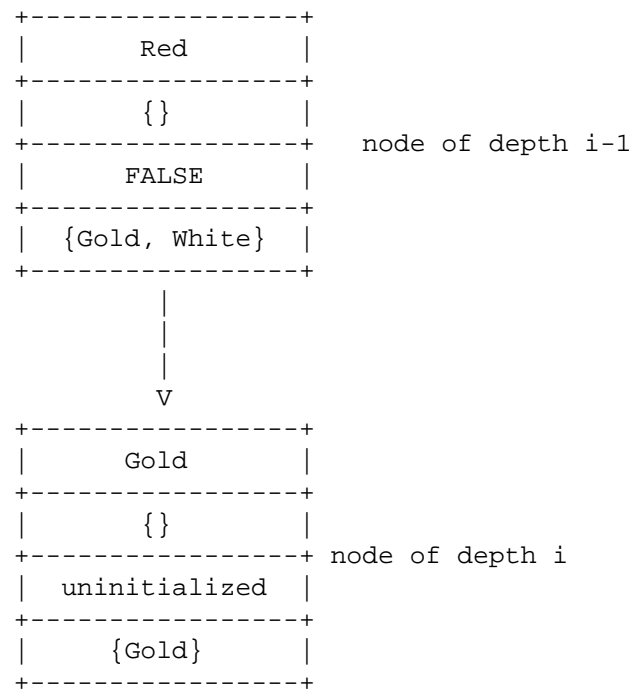 +-----------------+
|       Red       |
+-----------------+
|       {}        |
+-----------------+   node of depth i-1
|      FALSE      |
+-----------------+
|  {Gold, White}  |
+-----------------+
         |
         |
         |
         V
+-----------------+
|      Gold       |
+-----------------+
|       {}        |
+-----------------+ node of depth i
|  uninitialized  |
+-----------------+
|     {Gold}      |
+-----------------+